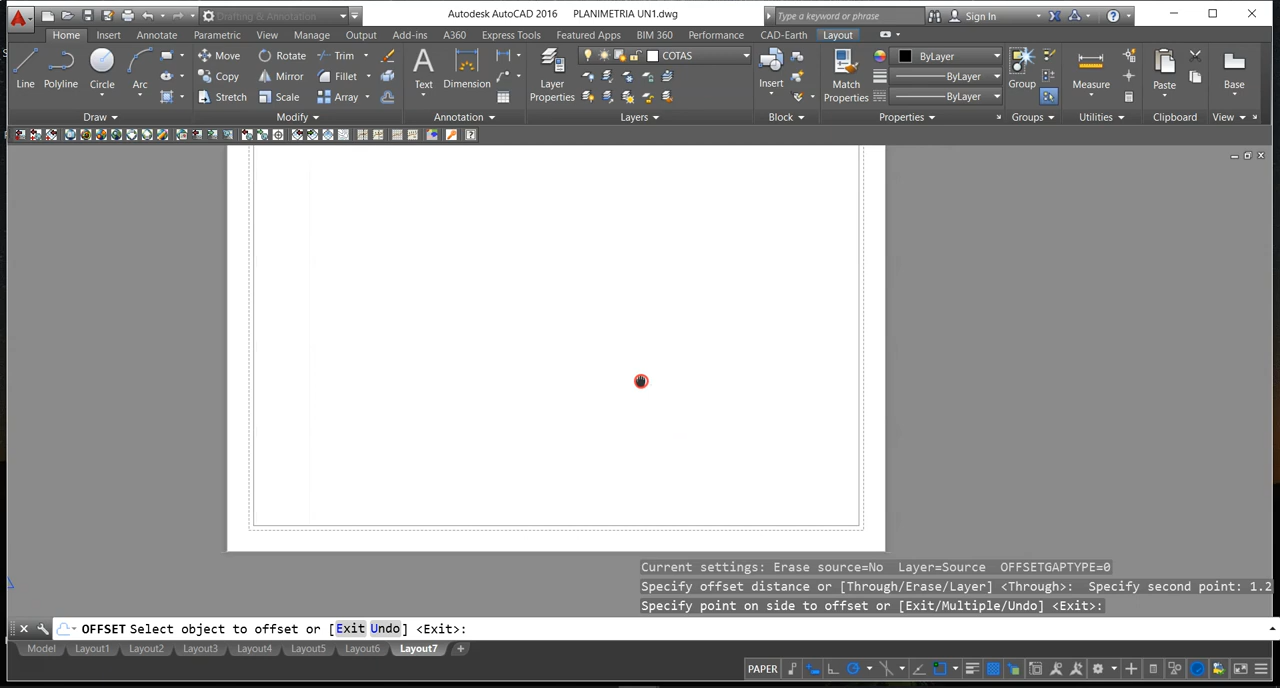 Drafting & Annotation
Autodesk AutoCAD 2016 PLANIMETRIA UN1.dwg
Type a keyword or phrase
Sign In
Home Insert Annotate Parametric View Manage Output Add-ins A360 Express Tools Featured Apps BIM 360 Performance CAD-Earth Layout
Line Polyline Circle Arc
Move Rotate Trim
Copy Mirror Fillet
Stretch Scale Array
Text Dimension
Layer Properties
COTAS
Insert
Match Properties
ByLayer
ByLayer
ByLayer
Group Measure Paste Base
Draw Modify Annotation Layers Block Properties Groups Utilities Clipboard View
Current settings: Erase source=No Layer=Source OFFSETGAPTYPE=0
Specify offset distance or [Through/Erase/Layer] <Through>: Specify second point: 1.2
Specify point on side to offset or [Exit/Multiple/Undo] <Exit>:
OFFSET Select object to offset or [Exit Undo] <Exit>:
Model Layout1 Layout2 Layout3 Layout4 Layout5 Layout6 Layout7 +
PAPER